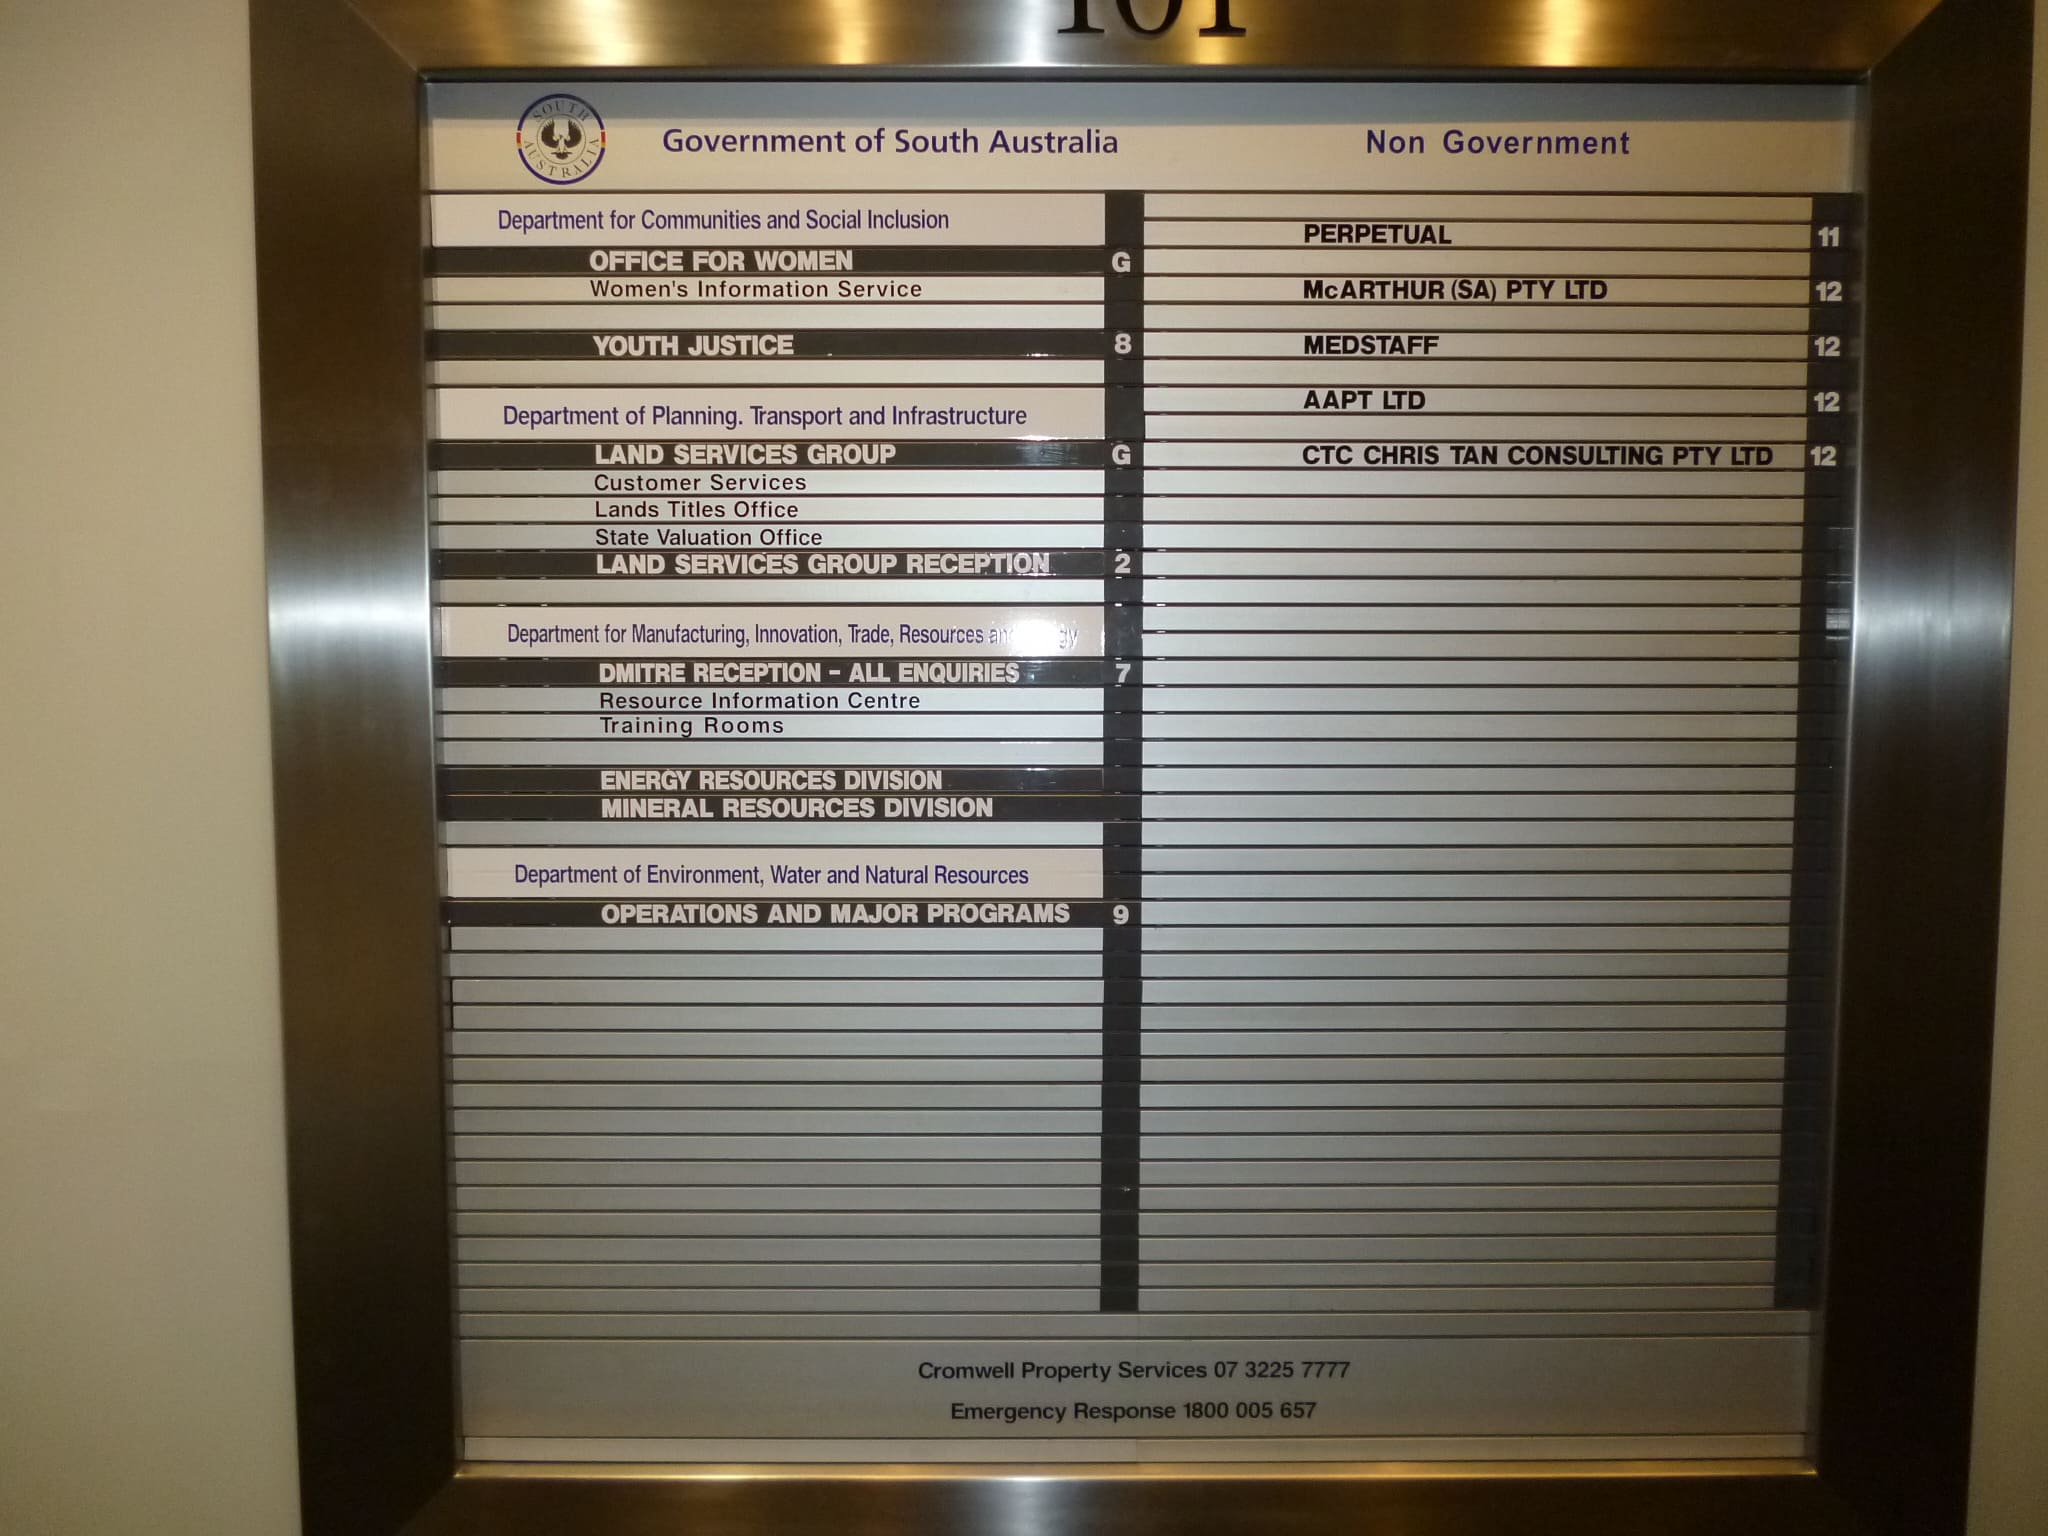 101
SOUTH AUSTRALIA
Government of South Australia
Non Government
Department for Communities and Social Inclusion
OFFICE FOR WOMEN G
Women's Information Service
YOUTH JUSTICE 8
Department of Planning. Transport and Infrastructure
LAND SERVICES GROUP G
Customer Services
Lands Titles Office
State Valuation Office
LAND SERVICES GROUP RECEPTION 2
Department for Manufacturing, Innovation, Trade, Resources
DMITRE RECEPTION - ALL ENQUIRIES 7
Resource Information Centre
Training Rooms
ENERGY RESOURCES DIVISION
MINERAL RESOURCES DIVISION
Department of Environment, Water and Natural Resources
OPERATIONS AND MAJOR PROGRAMS 9
PERPETUAL 11
McARTHUR (SA) PTY LTD 12
MEDSTAFF 12
AAPT LTD 12
CTC CHRIS TAN CONSULTING PTY LTD 12
Cromwell Property Services 07 3225 7777
Emergency Response 1800 005 657